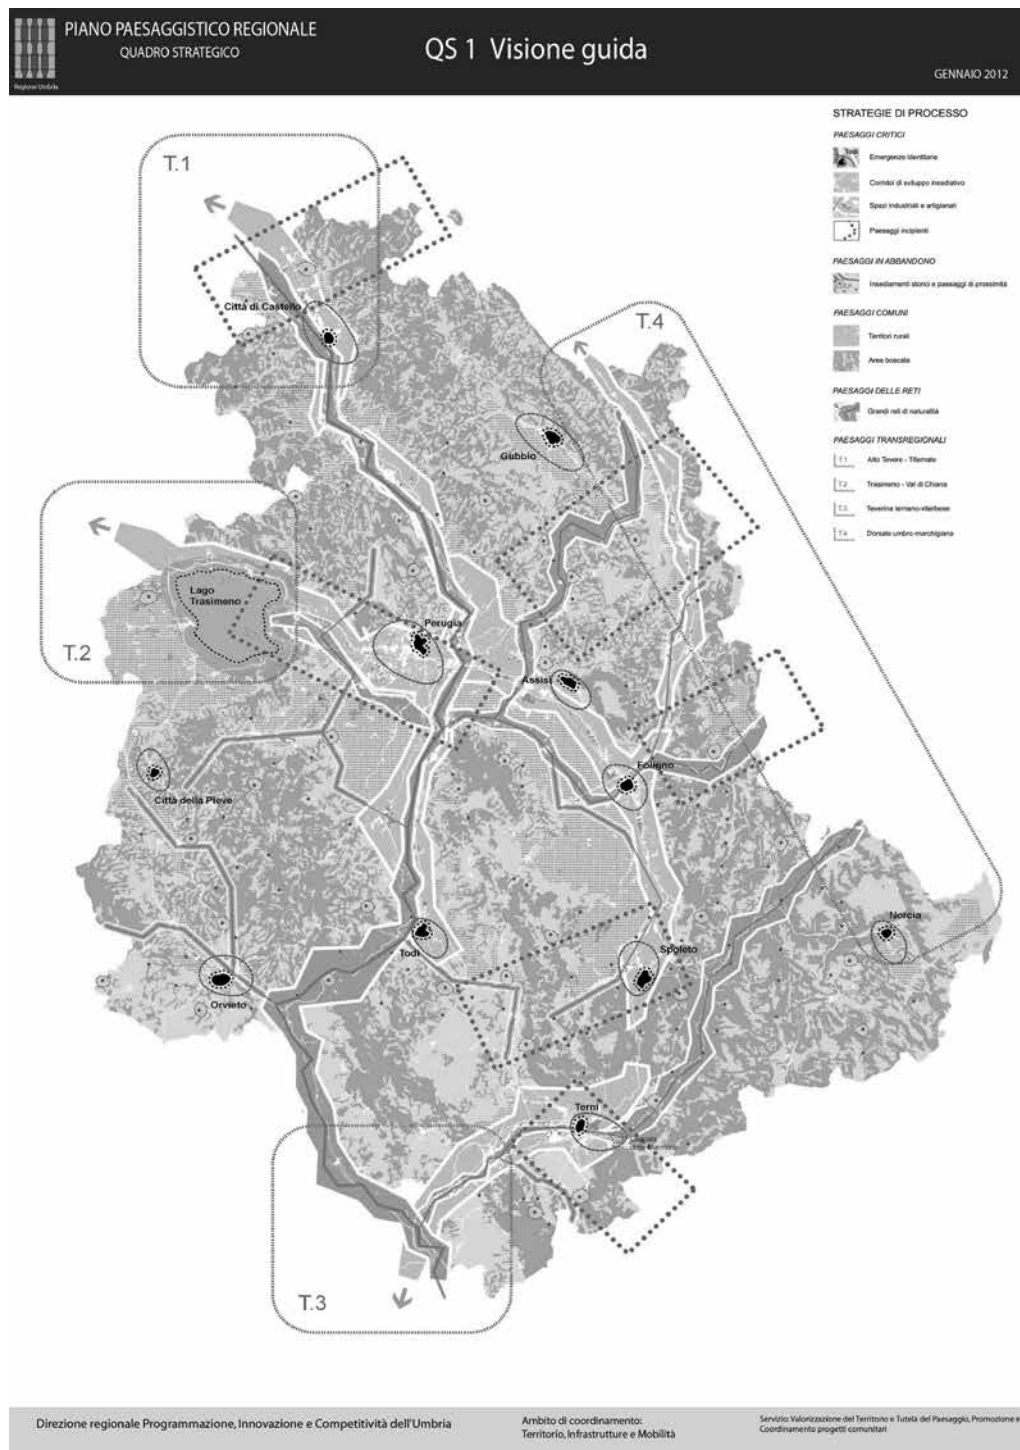 PIANO PAESAGGISTICO REGIONALE
QUADRO STRATEGICO
Regione Umbria
QS 1 Visione guida
GENNAIO 2012
STRATEGIE DI PROCESSO
PAESAGGI CRITICI
Todi
Emergenze identitarie
Corridoi di sviluppo insediativo
Spazi industriali e artigianali
Paesaggi incipienti
PAESAGGI IN ABBANDONO
Insediamenti storici e paesaggi di prossimità
PAESAGGI COMUNI
Territori rurali
Aree boscate
PAESAGGI DELLE RETI
Grandi reti di naturalità
PAESAGGI TRANSREGIONALI
T.1 Alto Tevere - Tifernate
T.2 Trasimeno - Val di Chiana
T.3 Teverina ternano-viterbese
T.4 Dorsale umbro-marchigiana
T.1
Città di Castello
T.4
Gubbio
Lago
Trasimeno
T.2
Perugia
Assisi
Foligno
Città della Pieve
Norcia
Todi
Spoleto
Orvieto
Terni
T.3
Direzione regionale Programmazione, Innovazione e Competitività dell'Umbria
Ambito di coordinamento:
Territorio, Infrastrutture e Mobilità
Servizio Valorizzazione del Territorio e Tutela del Paesaggio, Promozione e
Coordinamento progetti comunitari